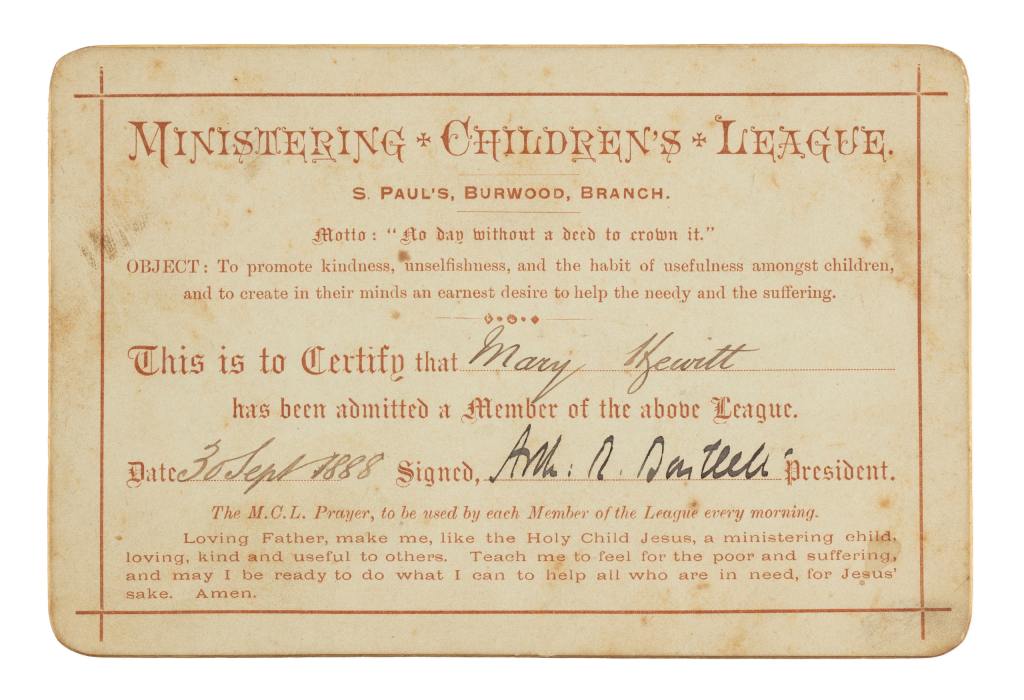 MINISTERING ✠ CHILDREN'S ✠ LEAGUE.
S. PAUL'S, BURWOOD, BRANCH.
Motto: "No day without a deed to crown it."
OBJECT: To promote kindness, unselfishness, and the habit of usefulness amongst children,
and to create in their minds an earnest desire to help the needy and the suffering.
This is to Certify that Mary Hewitt
has been admitted a Member of the above League.
Date 30 Sept 1888 Signed, Arth: R. Bartlett President.
The M.C.L. Prayer, to be used by each Member of the League every morning.
Loving Father, make me, like the Holy Child Jesus, a ministering child,
loving, kind and useful to others. Teach me to feel for the poor and suffering,
and may I be ready to do what I can to help all who are in need, for Jesus'
sake. Amen.